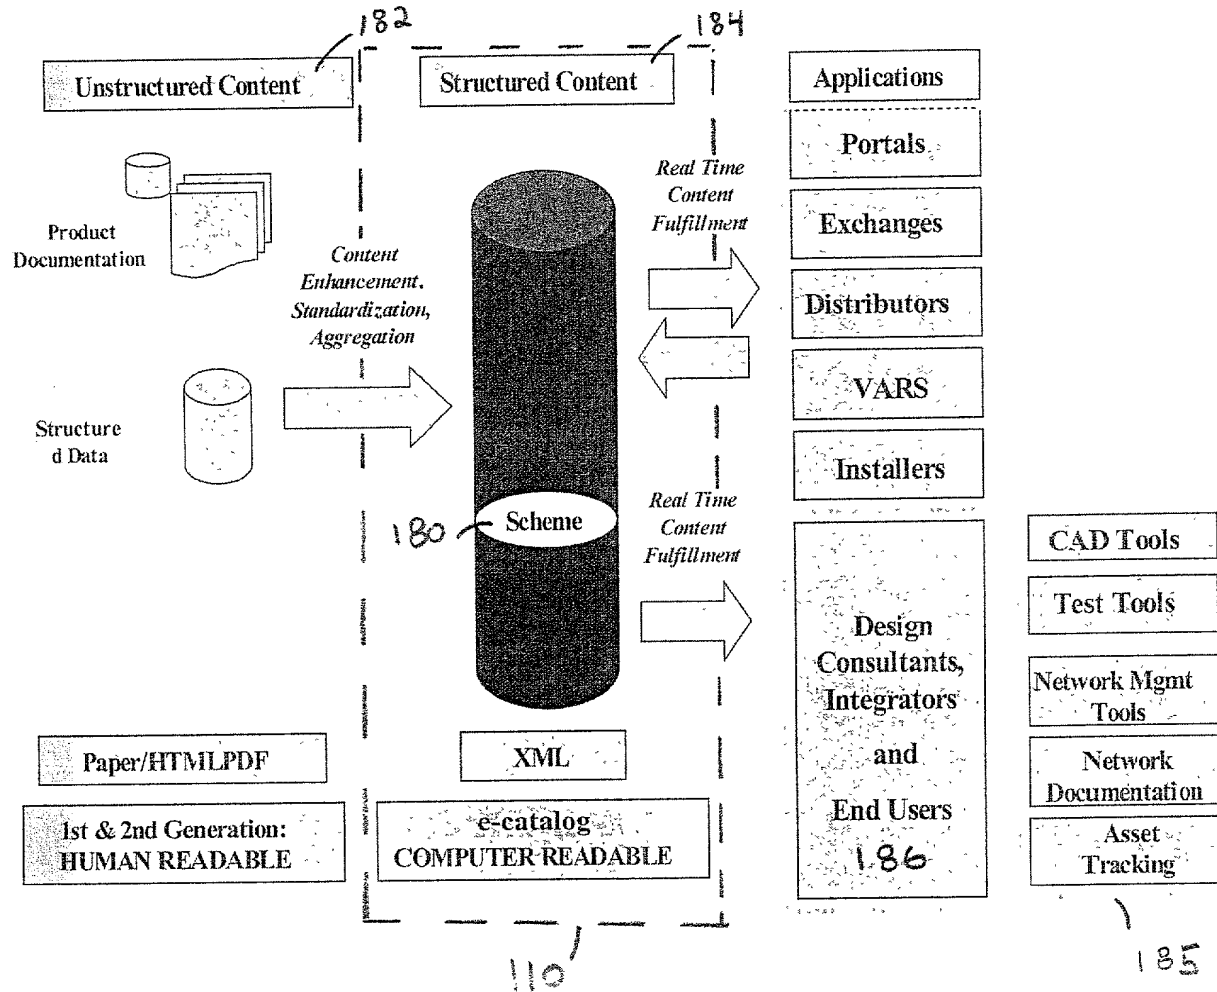 182
184
Unstructured Content
Structured Content
Applications
Portals
Exchanges
Distributors
VARS
Installers
Product
Documentation
Content
Enhancement,
Standardization,
Aggregation
Real Time
Content
Fulfillment
Structure
d Data
180
Scheme
Real Time
Content
Fulfillment
Design
Consultants,
Integrators
and
End Users
186
CAD Tools
Test Tools
Network Mgmt
Tools
Network
Documentation
Asset
Tracking
Paper/HTMLPDF
XML
1st & 2nd Generation:
HUMAN READABLE
e-catalog
COMPUTER READABLE
110
185